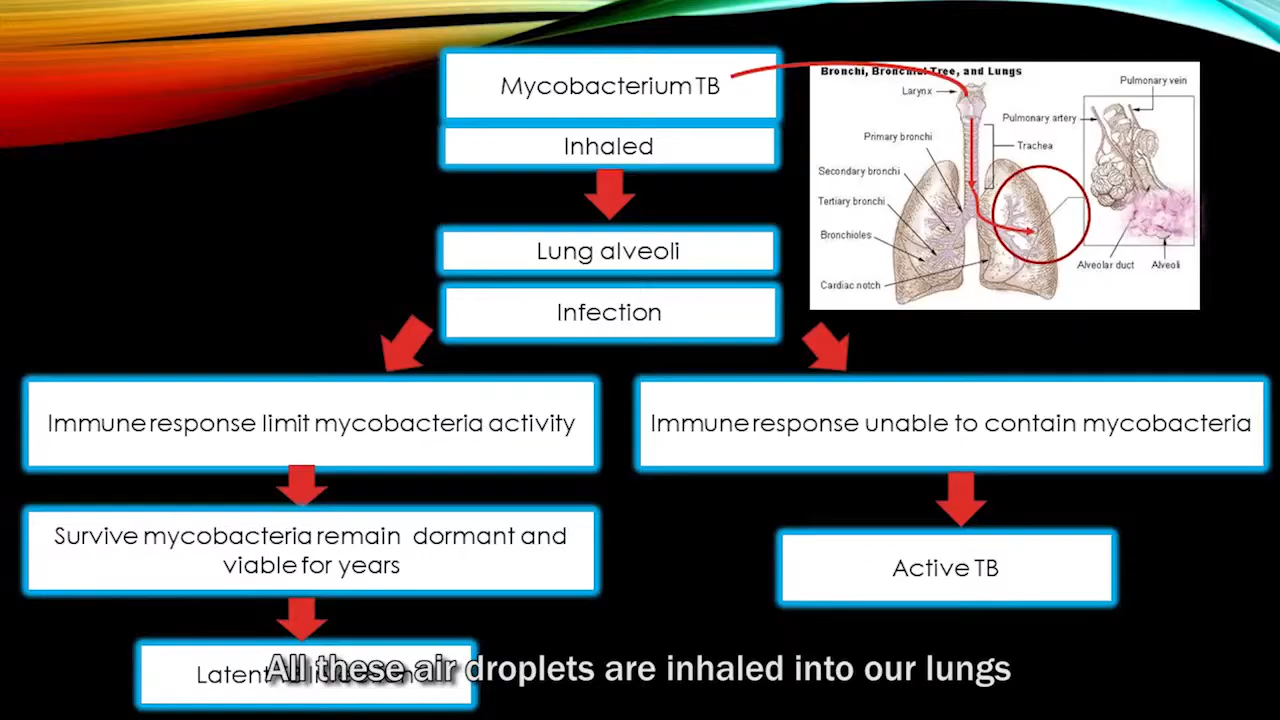 Mycobacterium TB
Inhaled
Lung alveoli
Infection
Bronchi, Bronchial Tree, and Lungs
Larynx
Pulmonary vein
Pulmonary artery
Primary bronchi
Trachea
Secondary bronchi
Tertiary bronchi
Bronchioles
Cardiac notch
Alveolar duct
Alveoli
Immune response limit mycobacteria activity
Immune response unable to contain mycobacteria
Survive mycobacteria remain dormant and
viable for years
Active TB
Latent
All these air droplets are inhaled into our lungs